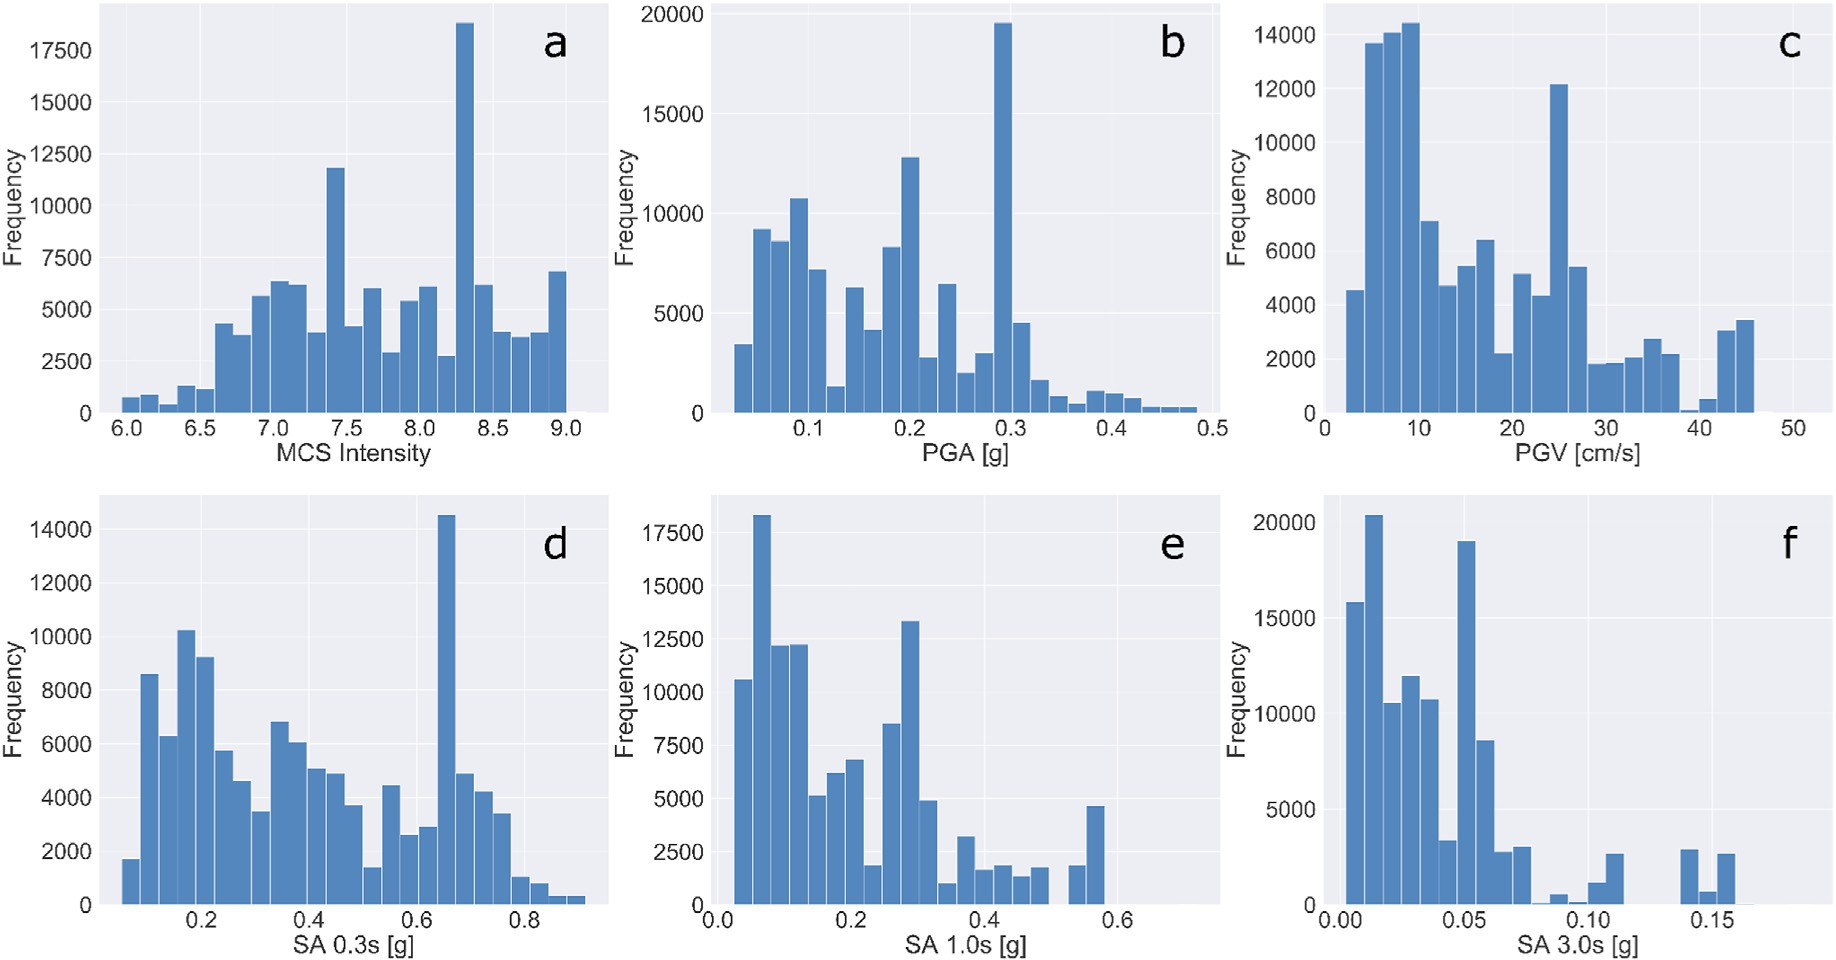 a
17500
15000
12500
10000
7500
5000
2500
0
Frequency
6.0 6.5 7.0 7.5 8.0 8.5 9.0
MCS Intensity
b
20000
15000
10000
5000
0
Frequency
0.1 0.2 0.3 0.4 0.5
PGA [g]
c
14000
12000
10000
8000
6000
4000
2000
0
Frequency
0 10 20 30 40 50
PGV [cm/s]
d
14000
12000
10000
8000
6000
4000
2000
0
Frequency
0.2 0.4 0.6 0.8
SA 0.3s [g]
e
17500
15000
12500
10000
7500
5000
2500
0
Frequency
0.0 0.2 0.4 0.6
SA 1.0s [g]
f
20000
15000
10000
5000
0
Frequency
0.00 0.05 0.10 0.15
SA 3.0s [g]